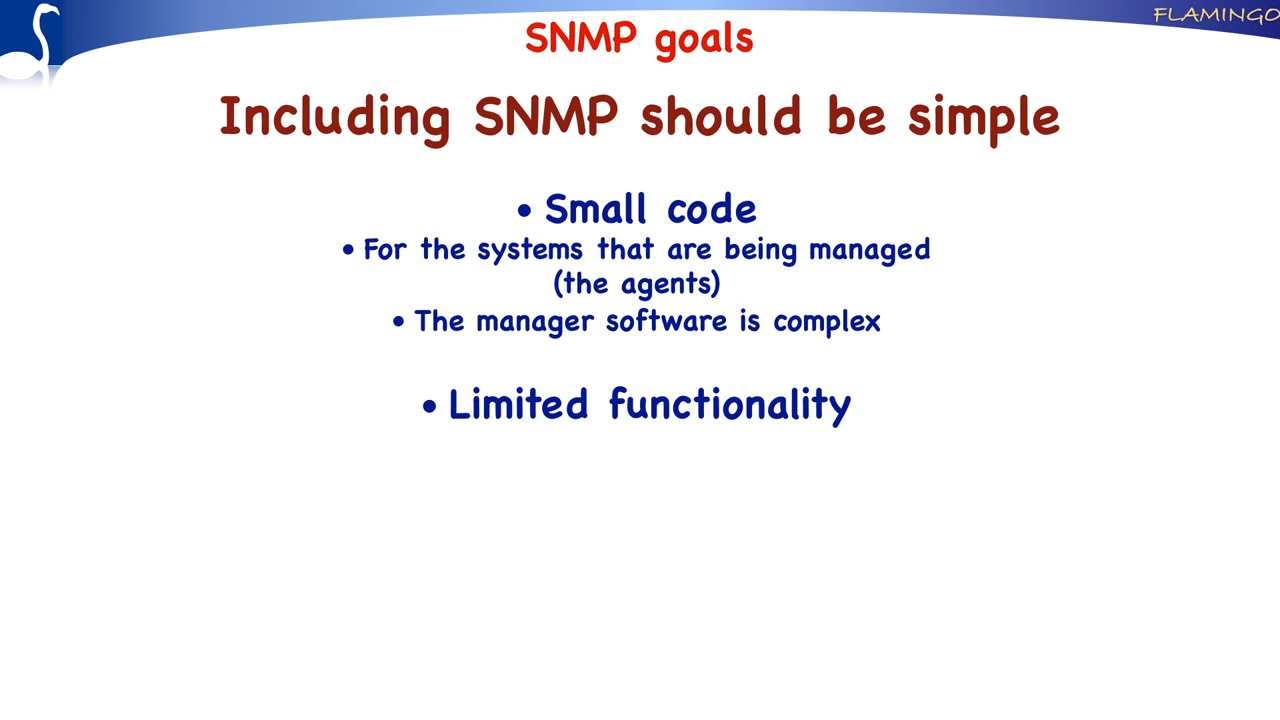 FLAMINGO
SNMP goals
Including SNMP should be simple
• Small code
• For the systems that are being managed
(the agents)
• The manager software is complex
• Limited functionality